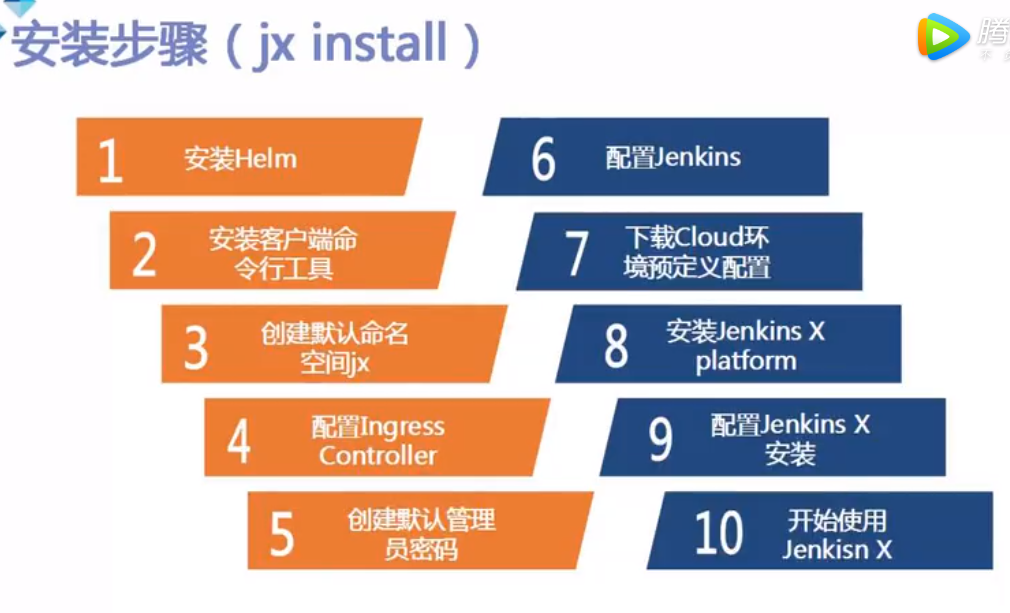 安装步骤（jx install）
腾
1
安装Helm
2
安装客户端命
令行工具
3
创建默认命名
空间jx
4
配置Ingress
Controller
5
创建默认管理
员密码
6
配置Jenkins
7
下载Cloud环
境预定义配置
8
安装Jenkins X
platform
9
配置Jenkins X
安装
10
开始使用
Jenkisn X